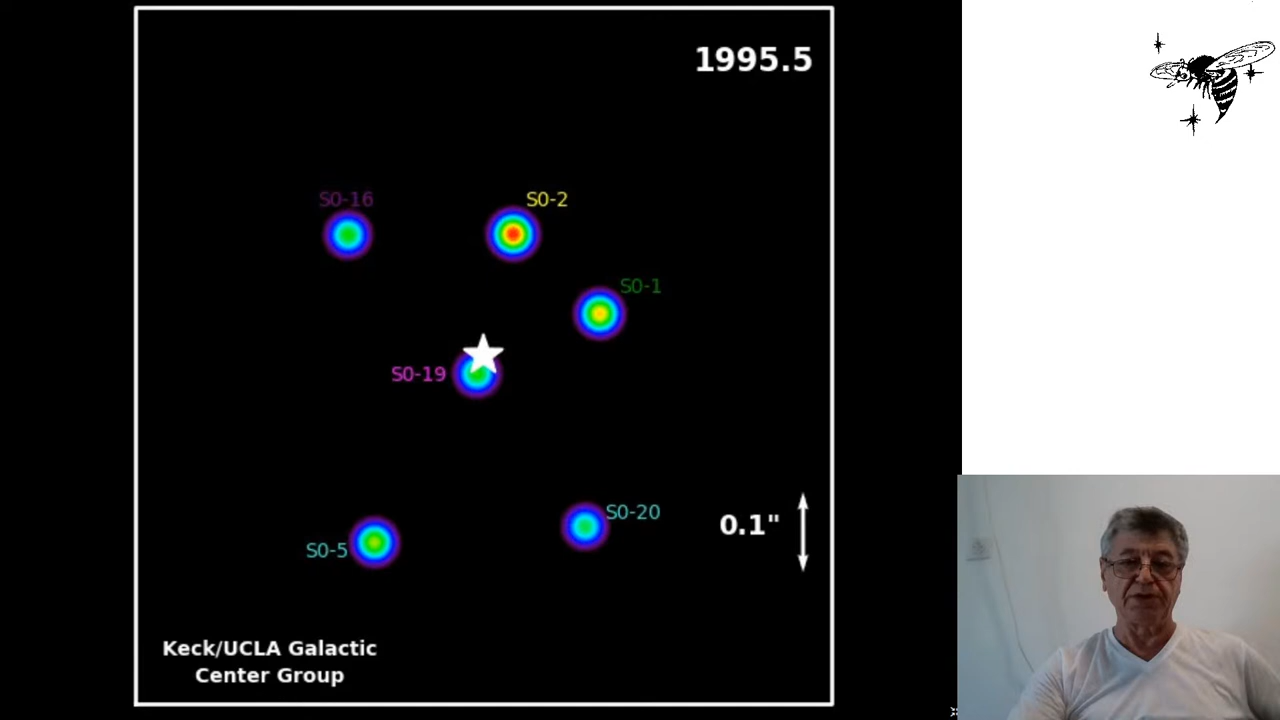 1995.5
S0-16
S0-2
S0-1
S0-19
S0-20
0.1"
S0-5
Keck/UCLA Galactic
Center Group